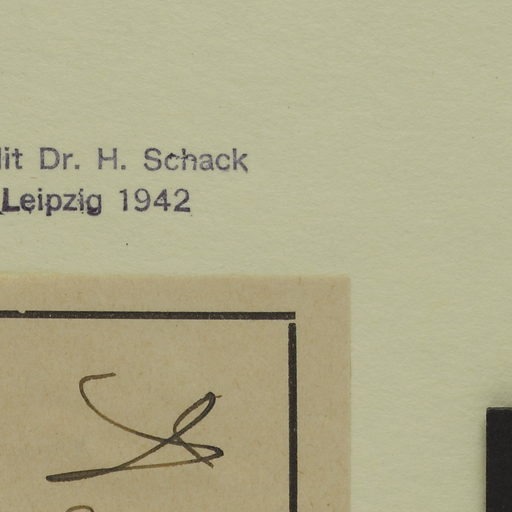 Dr. H. Schack
Leipzig 1942